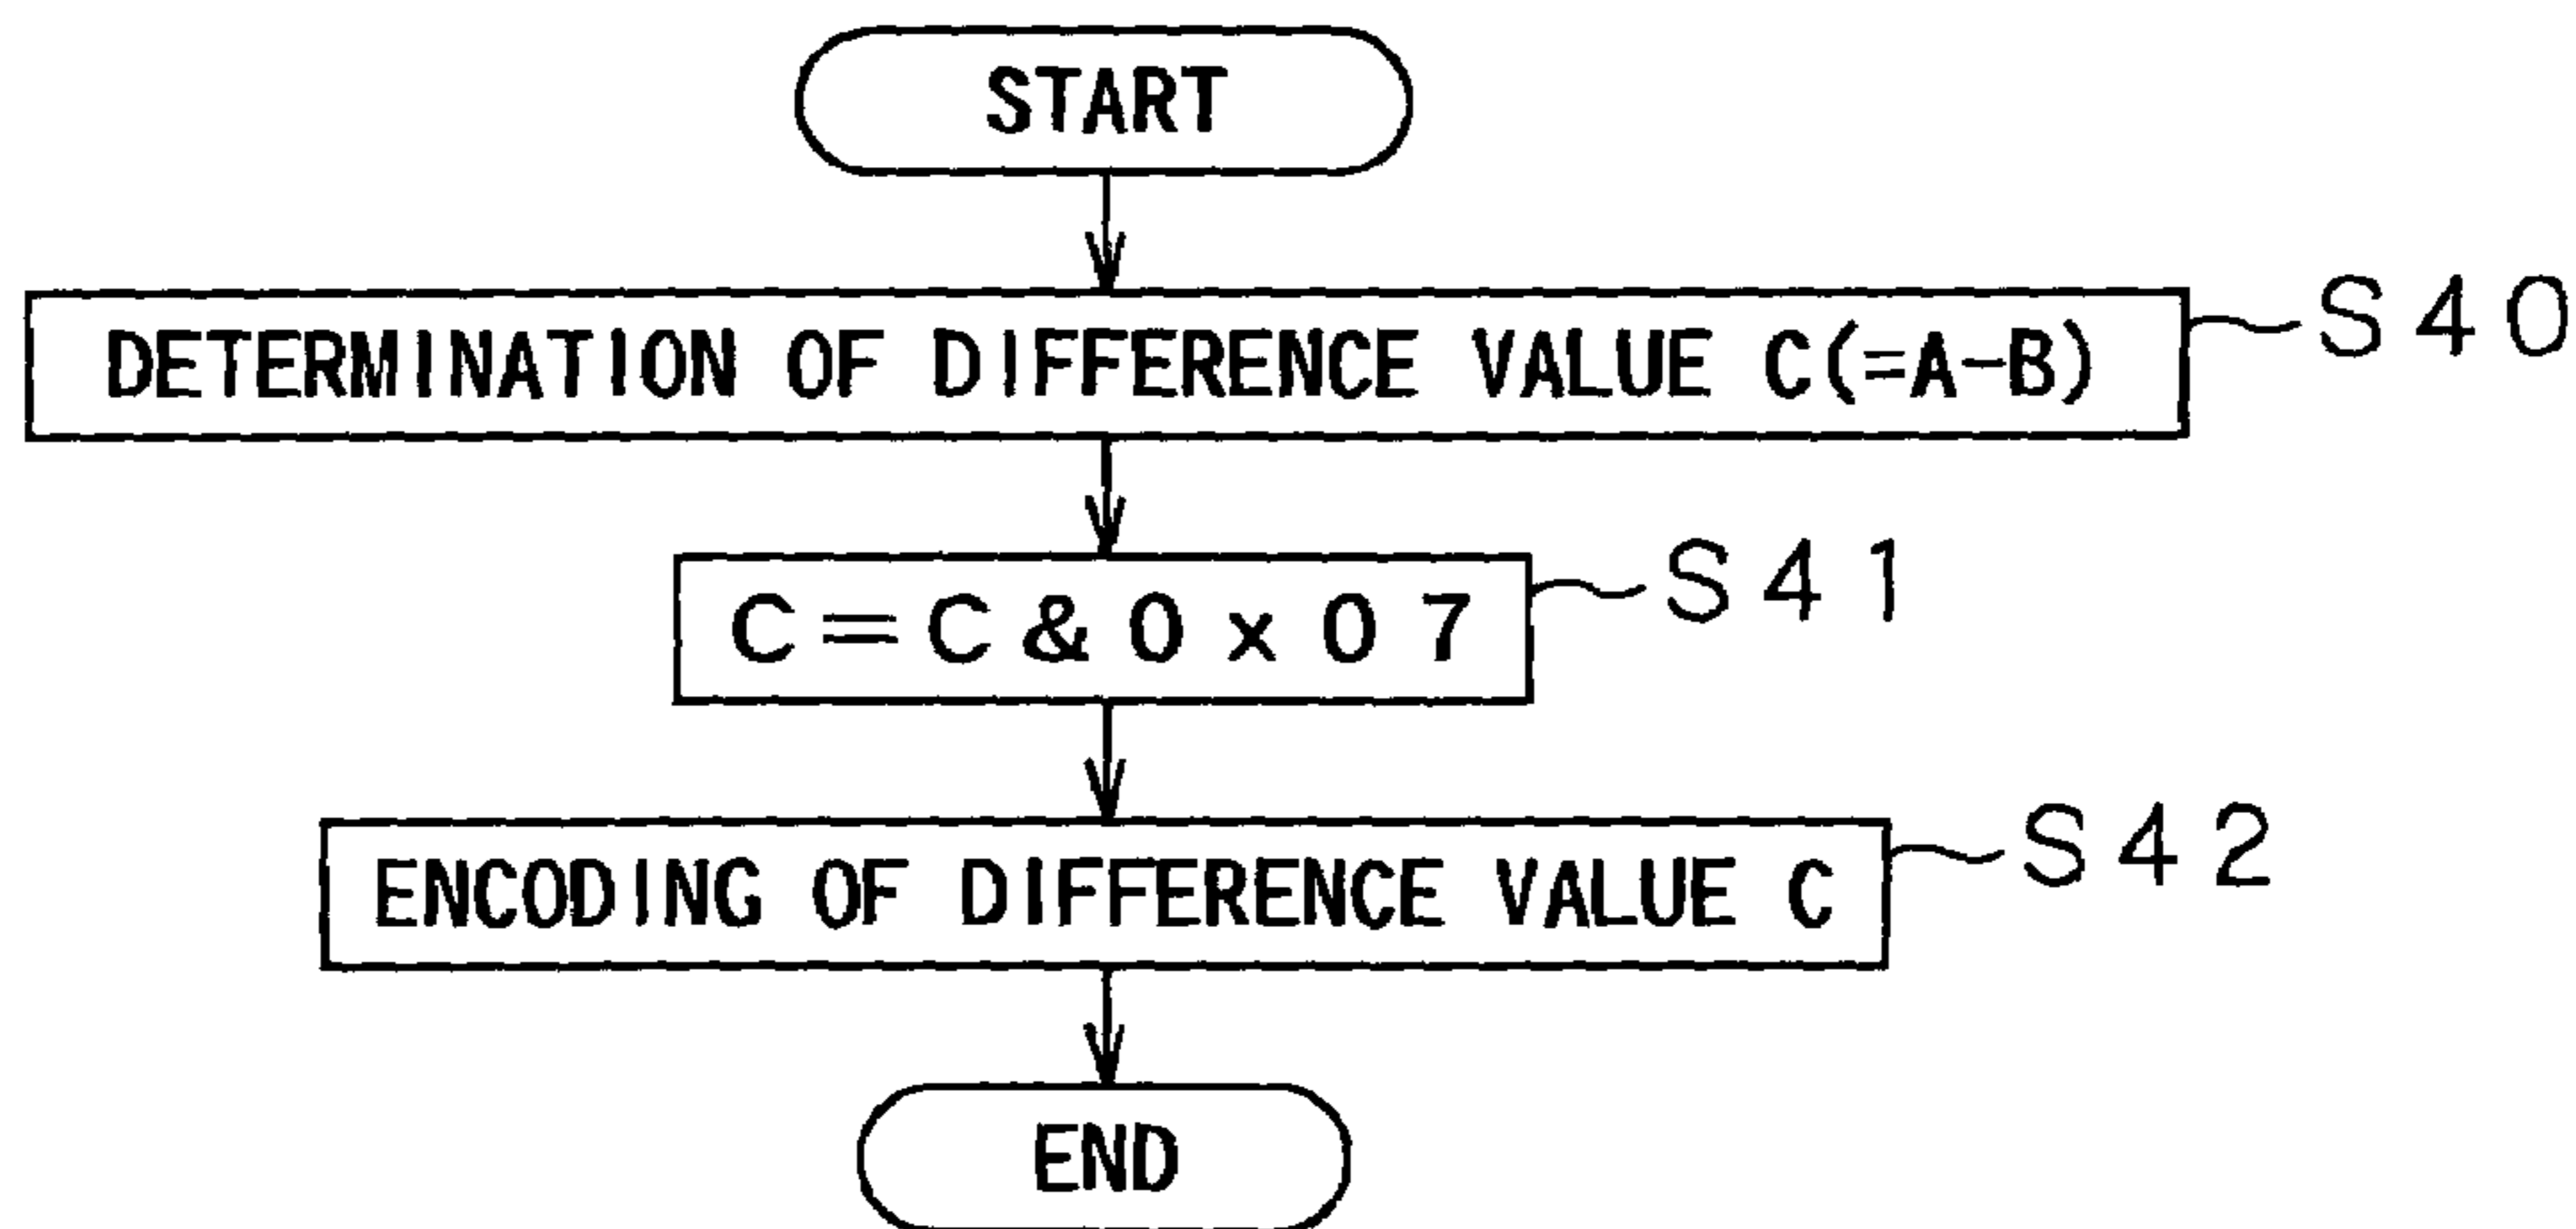 START
DETERMINATION OF DIFFERENCE VALUE C(=A-B)
S40
C=C&0x07
S41
ENCODING OF DIFFERENCE VALUE C
S42
END